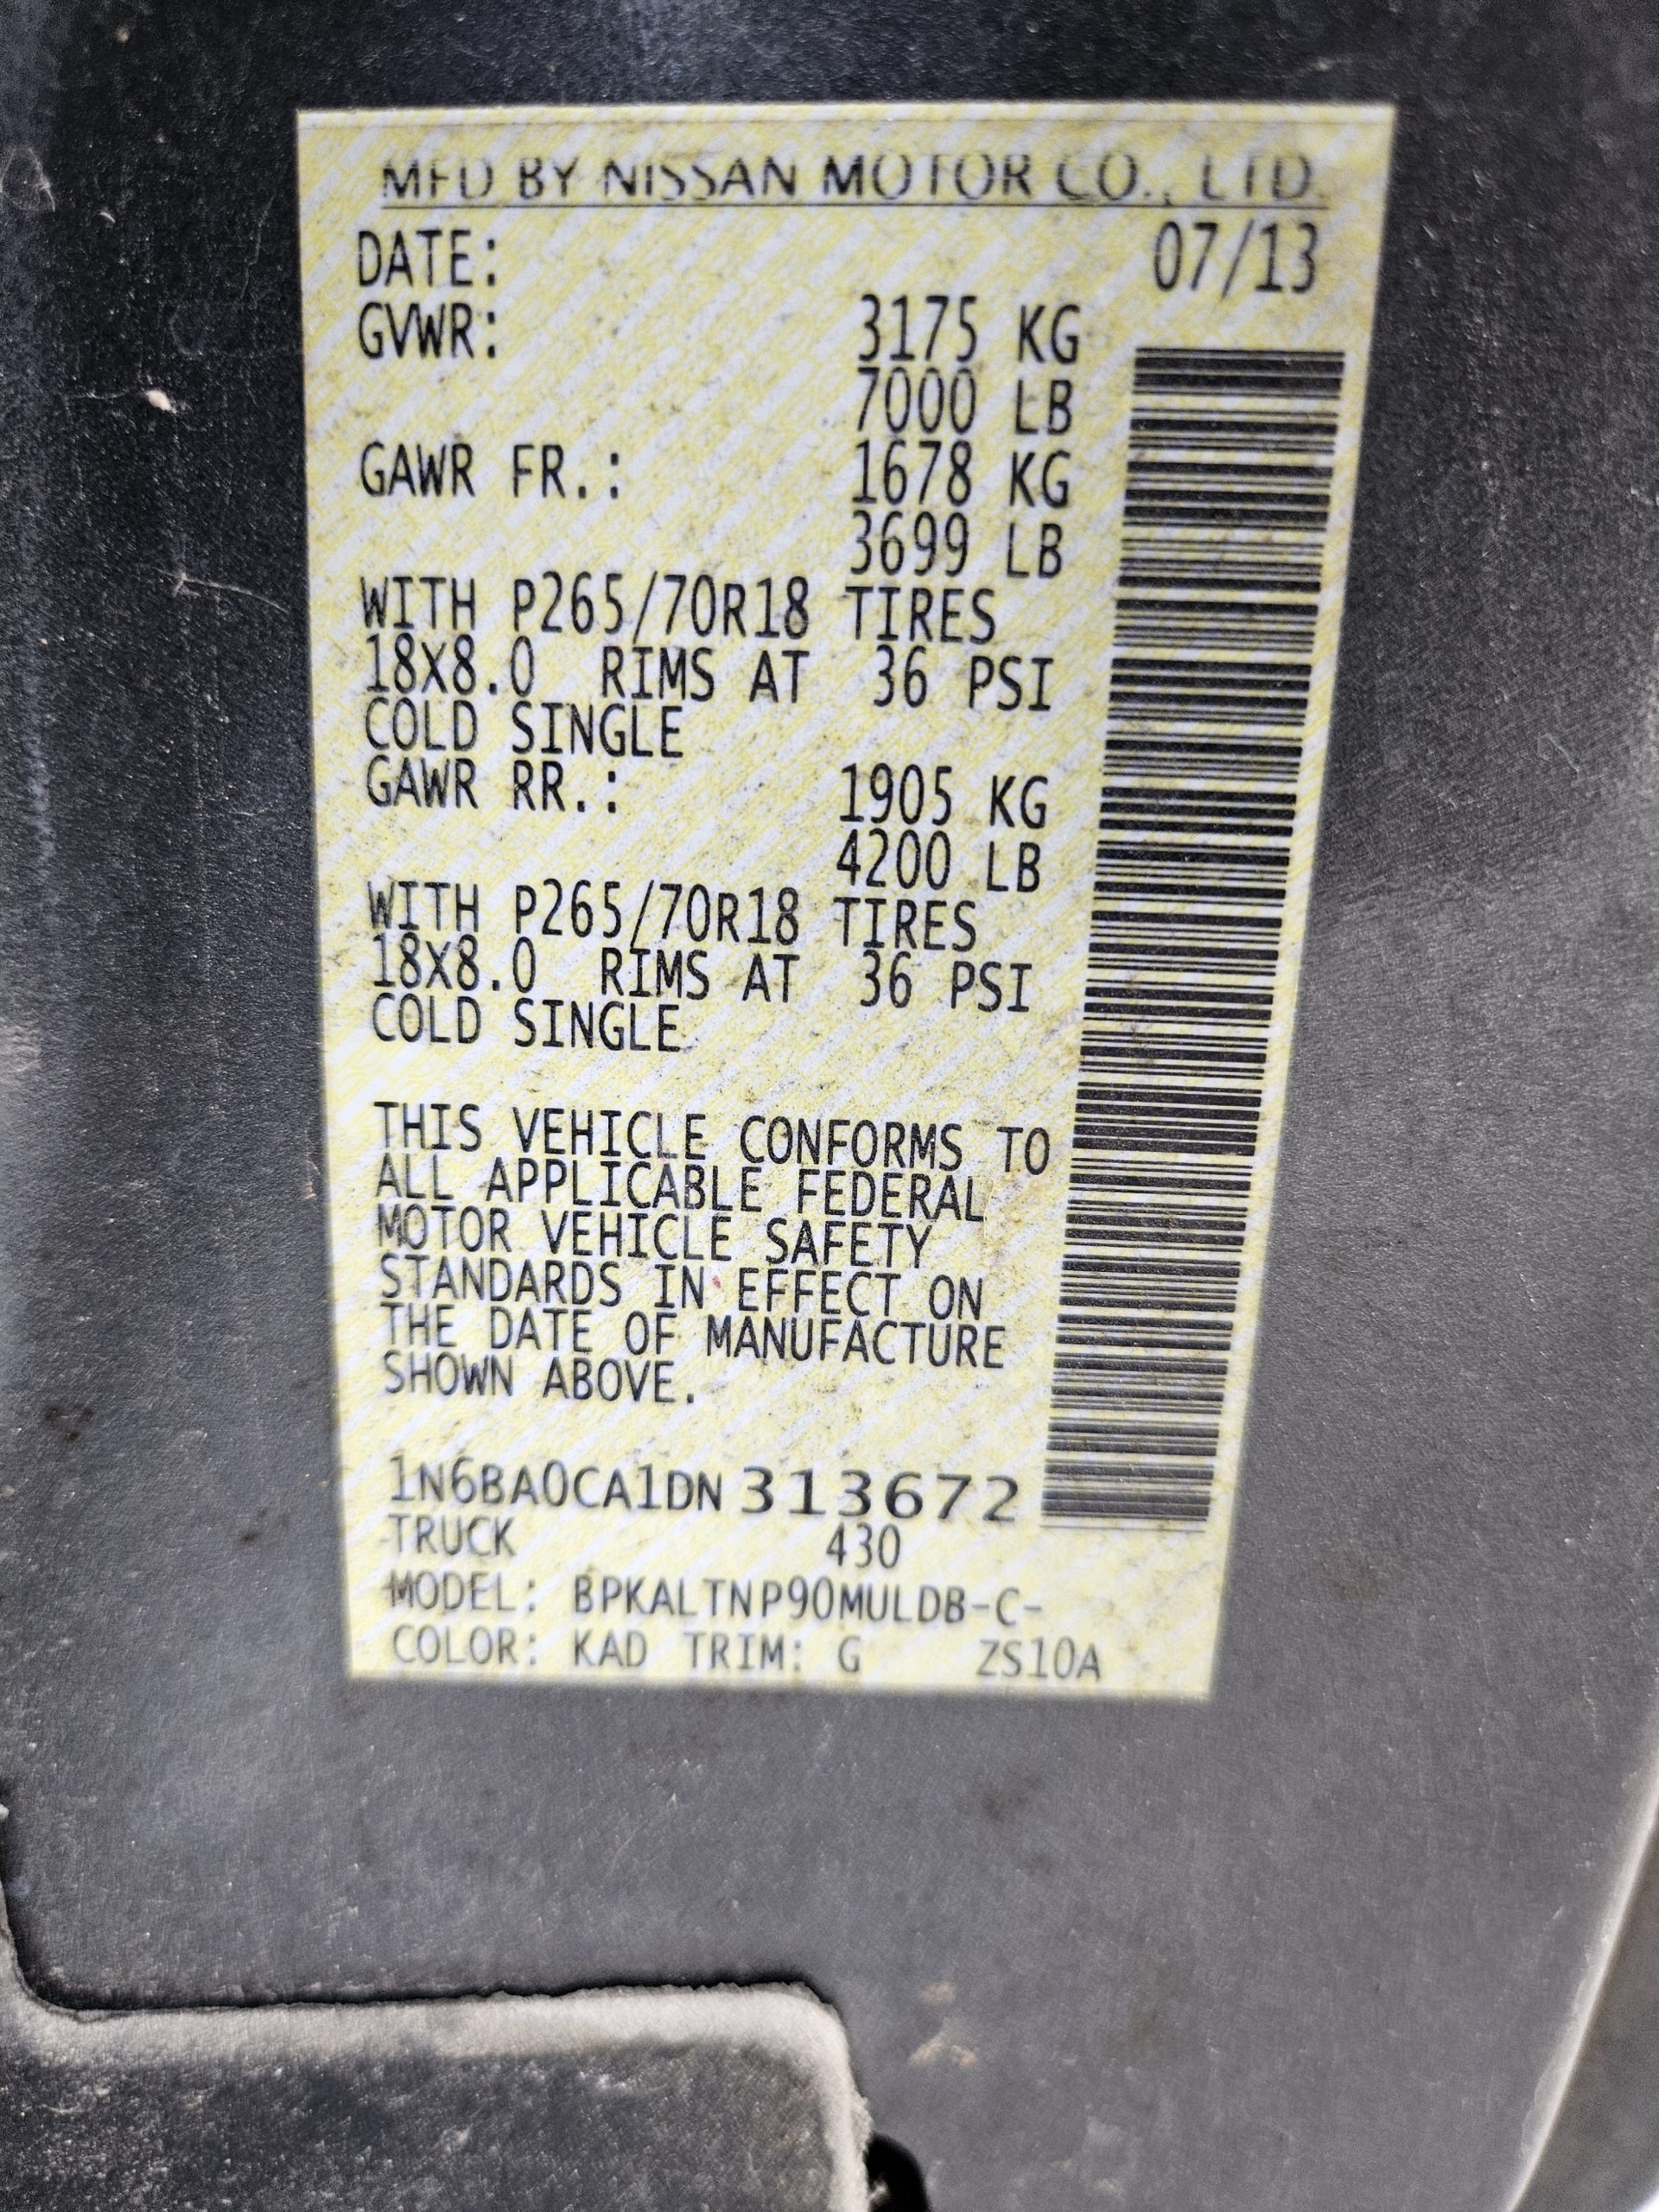 MFD BY NISSAN MOTOR CO., LTD.
DATE: 07/13
GVWR: 3175 KG
7000 LB
GAWR FR.: 1678 KG
3699 LB
WITH P265/70R18 TIRES
18X8.0 RIMS AT 36 PSI
COLD SINGLE
GAWR RR.: 1905 KG
4200 LB
WITH P265/70R18 TIRES
18X8.0 RIMS AT 36 PSI
COLD SINGLE
THIS VEHICLE CONFORMS TO
ALL APPLICABLE FEDERAL
MOTOR VEHICLE SAFETY
STANDARDS IN EFFECT ON
THE DATE OF MANUFACTURE
SHOWN ABOVE.
1N6BA0CA1DN313672
TRUCK 430
MODEL: BPKALTNP90MULDB-C-
COLOR: KAD TRIM: G ZS10A